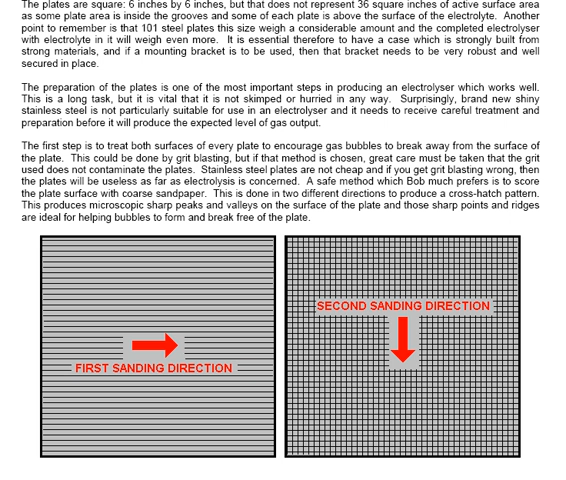 The plates are square: 6 inches by 6 inches, but that does not represent 36 square inches of active surface area
as some plate area is inside the grooves and some of each plate is above the surface of the electrolyte. Another
point to remember is that 101 steel plates this size weigh a considerable amount and the completed electrolyser
with electrolyte in it will weigh even more. It is essential therefore to have a case which is strongly built from
strong materials, and if a mounting bracket is to be used, then that bracket needs to be very robust and well
secured in place.
The preparation of the plates is one of the most important steps in producing an electrolyser which works well.
This is a long task, but it is vital that it is not skimped or hurried in any way. Surprisingly, brand new shiny
stainless steel is not particularly suitable for use in an electrolyser and it needs to receive careful treatment and
preparation before it will produce the expected level of gas output.
The first step is to treat both surfaces of every plate to encourage gas bubbles to break away from the surface of
the plate. This could be done by grit blasting, but if that method is chosen, great care must be taken that the grit
used does not contaminate the plates. Stainless steel plates are not cheap and if you get grit blasting wrong, then
the plates will be useless as far as electrolysis is concerned. A safe method which Bob much prefers is to score
the plate surface with coarse sandpaper. This is done in two different directions to produce a cross-hatch pattern.
This produces microscopic sharp peaks and valleys on the surface of the plate and those sharp points and ridges
are ideal for helping bubbles to form and break free of the plate.
FIRST SANDING DIRECTION
SECOND SANDING DIRECTION